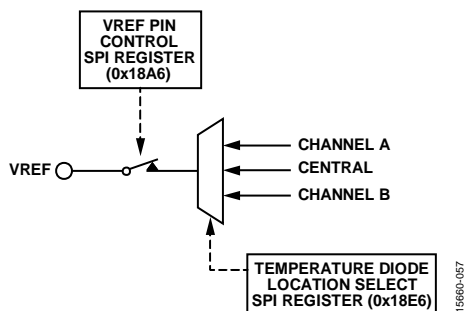 VREF PIN
CONTROL
SPI REGISTER
(0x18A6)
CHANNEL A
VREF
CENTRAL
CHANNEL B
TEMPERATURE DIODE
LOCATION SELECT
SPI REGISTER (0x18E6)
15660-057